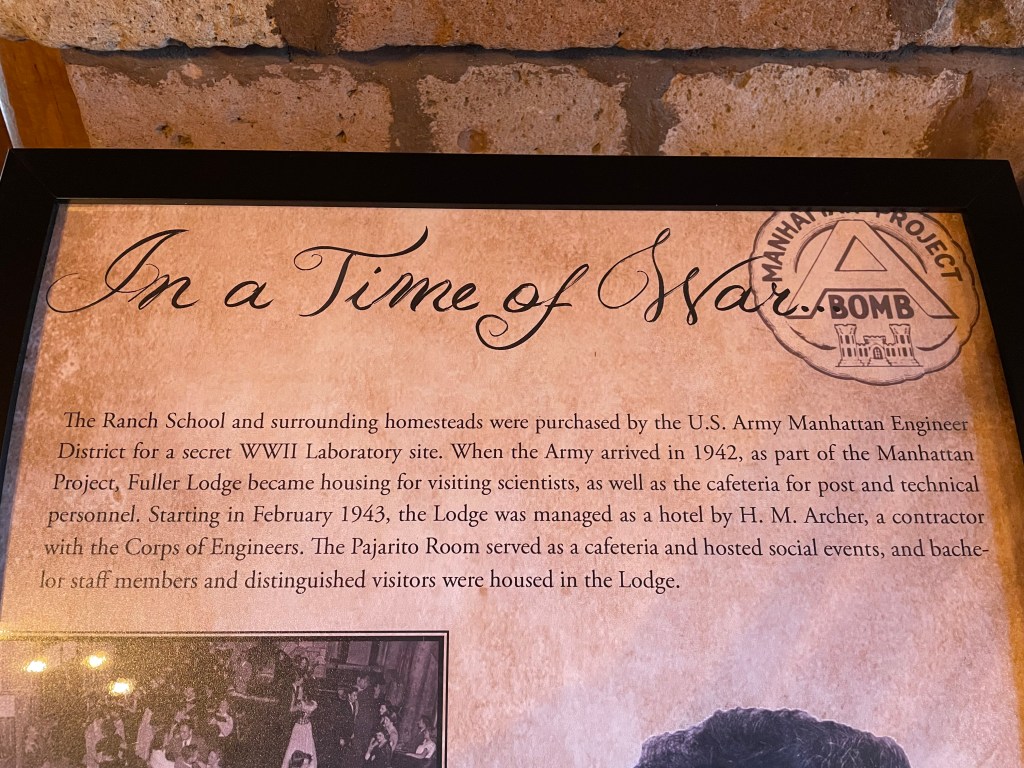 In a Time of War...
MANHATTAN PROJECT
BOMB
The Ranch School and surrounding homesteads were purchased by the U.S. Army Manhattan Engineer
District for a secret WWII Laboratory site. When the Army arrived in 1942, as part of the Manhattan
Project, Fuller Lodge became housing for visiting scientists, as well as the cafeteria for post and technical
personnel. Starting in February 1943, the Lodge was managed as a hotel by H. M. Archer, a contractor
with the Corps of Engineers. The Pajarito Room served as a cafeteria and hosted social events, and bache-
lor staff members and distinguished visitors were housed in the Lodge.